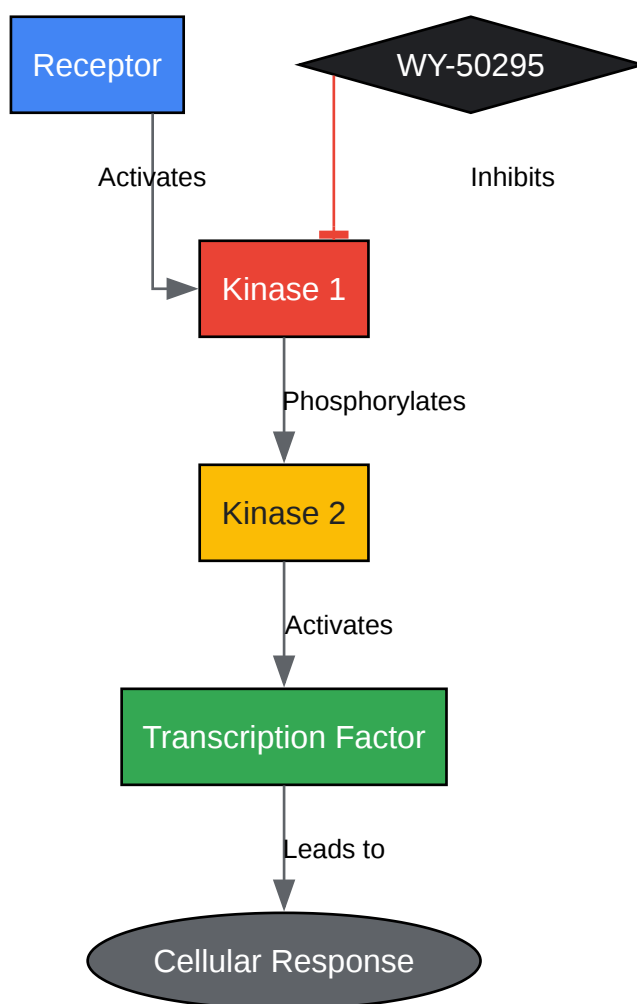 Receptor
WY-50295
Activates
Inhibits
Kinase 1
Phosphorylates
Kinase 2
Activates
Transcription Factor
Leads to
Cellular Response